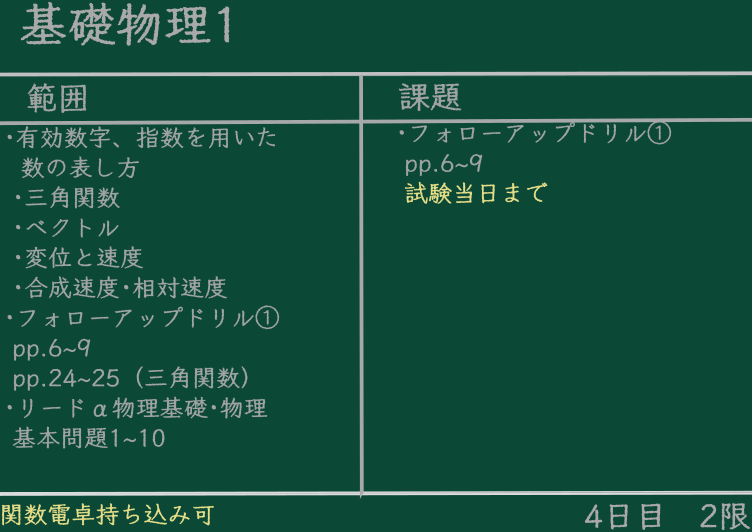 基礎物理1
範囲
・有効数字、指数を用いた
数の表し方
・三角関数
・ベクトル
・変位と速度
・合成速度・相対速度
・フォローアップドリル①
pp.6~9
pp.24~25（三角関数）
・リードα物理基礎・物理
基本問題1~10
課題
・フォローアップドリル①
pp.6~9
試験当日まで
関数電卓持ち込み可
4日目　2限